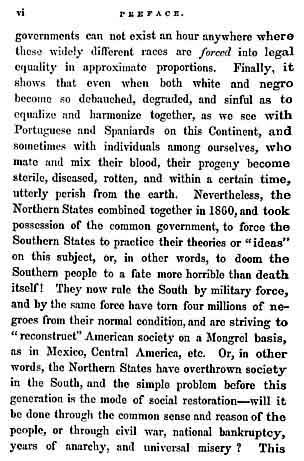 vi PREFACE.
governments can not exist an hour anywhere where
these widely different races are forced into legal
equality in approximate proportions. Finally, it
shows that even when both white and negro
become so debauched, degraded, and sinful as to
equalize and harmonize together, as we see with
Portuguese and Spaniards on this Continent, and
sometimes with individuals among ourselves, who
mate and mix their blood, their progeny become
sterile, diseased, rotten, and within a certain time,
utterly perish from the earth. Nevertheless, the
Northern States combined together in 1860, and took
possession of the common government, to force the
Southern States to practice their theories or "ideas"
on this subject, or, in other words, to doom the
Southern people to a fate more horrible than death
itself! They now rule the South by military force,
and by the same force have torn four millions of ne-
groes from their normal condition, and are striving to
"reconstruct" American society on a Mongrel basis,
as in Mexico, Central America, etc. Or, in other
words, the Northern States have overthrown society
in the South, and the simple problem before this
generation is the mode of social restoration—will it
be done through the common sense and reason of the
people, or through civil war, national bankruptcy,
years of anarchy, and universal misery? This